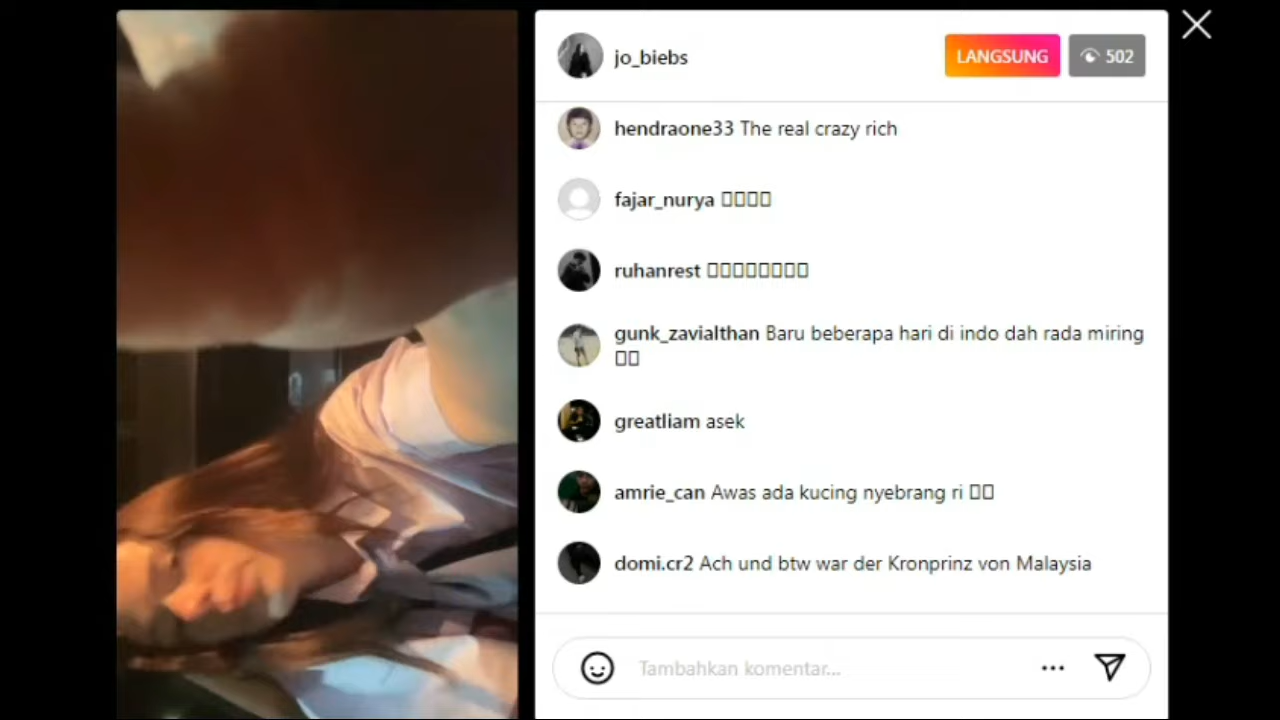 jo_biebs
LANGSUNG
502
hendraone33 The real crazy rich
fajar_nurya
ruhanrest
gunk_zavialthan Baru beberapa hari di indo dah rada miring
greatliam asek
amrie_can Awas ada kucing nyebrang ri
domi.cr2 Ach und btw war der Kronprinz von Malaysia
Tambahkan komentar...